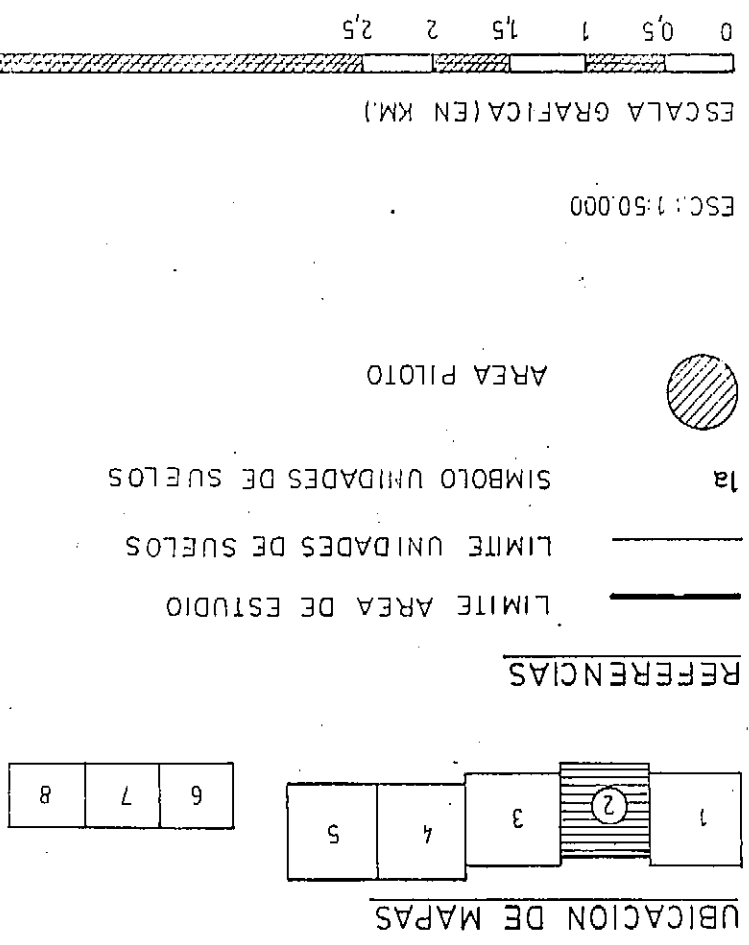 UBICACION DE MAPAS
1 2 3 4 5 6 7 8
REFERENCIAS
LIMITE AREA DE ESTUDIO
LIMITE UNIDADES DE SUELOS
1a SIMBOLO UNIDADES DE SUELOS
AREA PILOTO
ESC.: 1:50.000
ESCALA GRAFICA (EN KM.)
0 0,5 1 1,5 2 2,5